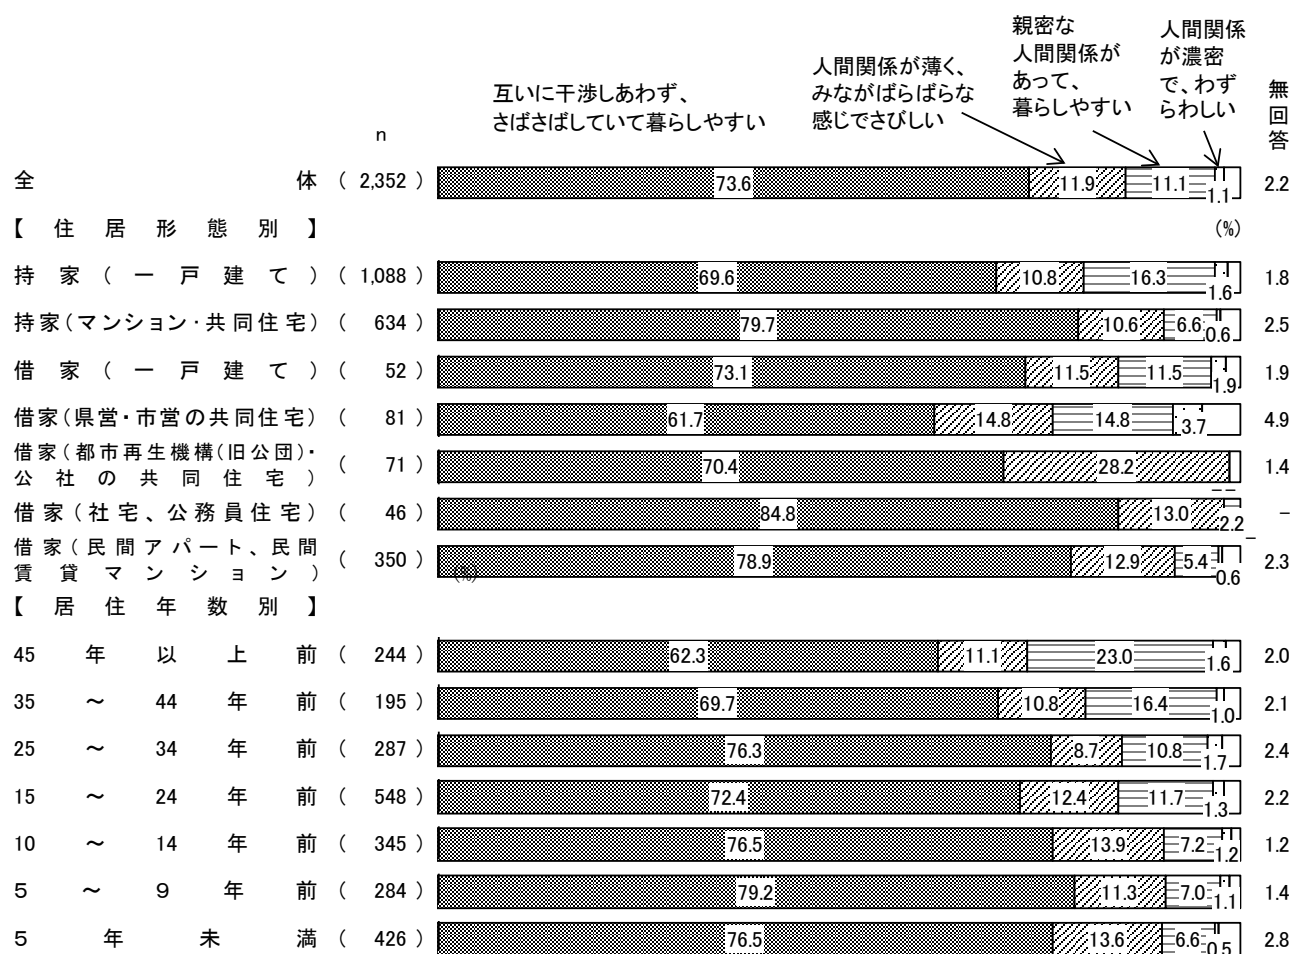 親密な
人間関係が
あって、
暮らしやすい
人間関係
が濃密
で、わず
らわしい
人間関係が薄く、
みながばらばらな
感じでさびしい
互いに干渉しあわず、
さばさばしていて暮らしやすい
無回答
n
全体 ( 2,352 ) 73.6 11.9 11.1 1.1 2.2
【住居形態別】 (%)
持家(一戸建て) ( 1,088 ) 69.6 10.8 16.3 1.6 1.8
持家(マンション・共同住宅) ( 634 ) 79.7 10.6 6.6 0.6 2.5
借家(一戸建て) ( 52 ) 73.1 11.5 11.5 1.9 1.9
借家(県営・市営の共同住宅) ( 81 ) 61.7 14.8 14.8 3.7 4.9
借家(都市再生機構(旧公団)・
公社の共同住宅) ( 71 ) 70.4 28.2 - - 1.4
借家(社宅、公務員住宅) ( 46 ) 84.8 13.0 2.2 - -
借家(民間アパート、民間
賃貸マンション) ( 350 ) (%) 78.9 12.9 5.4 0.6 2.3
【居住年数別】
45年以上前 ( 244 ) 62.3 11.1 23.0 1.6 2.0
35~44年前 ( 195 ) 69.7 10.8 16.4 1.0 2.1
25~34年前 ( 287 ) 76.3 8.7 10.8 1.7 2.4
15~24年前 ( 548 ) 72.4 12.4 11.7 1.3 2.2
10~14年前 ( 345 ) 76.5 13.9 7.2 1.2 1.2
5~9年前 ( 284 ) 79.2 11.3 7.0 1.1 1.4
5年未満 ( 426 ) 76.5 13.6 6.6 0.5 2.8